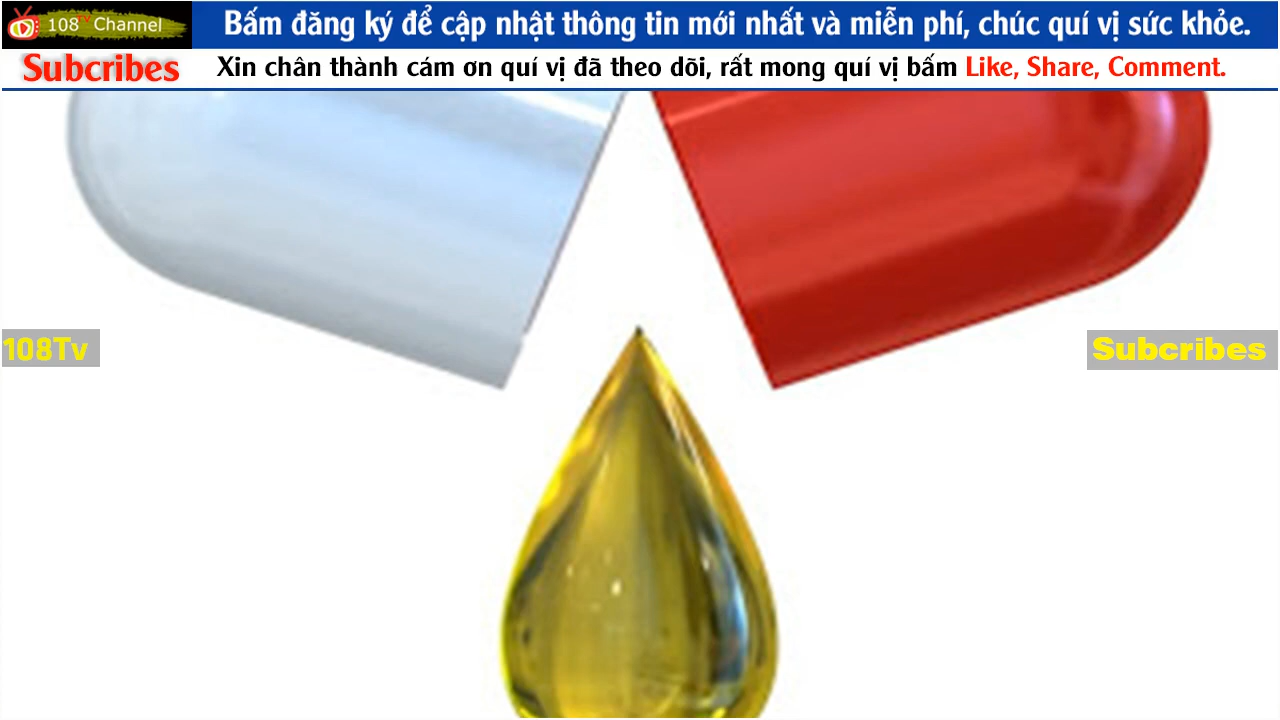 108 Tv Channel
Bấm đăng ký để cập nhật thông tin mới nhất và miễn phí, chúc quí vị sức khỏe.
Subcribes
Xin chân thành cám ơn quí vị đã theo dõi, rất mong quí vị bấm Like, Share, Comment.
108Tv
Subcribes